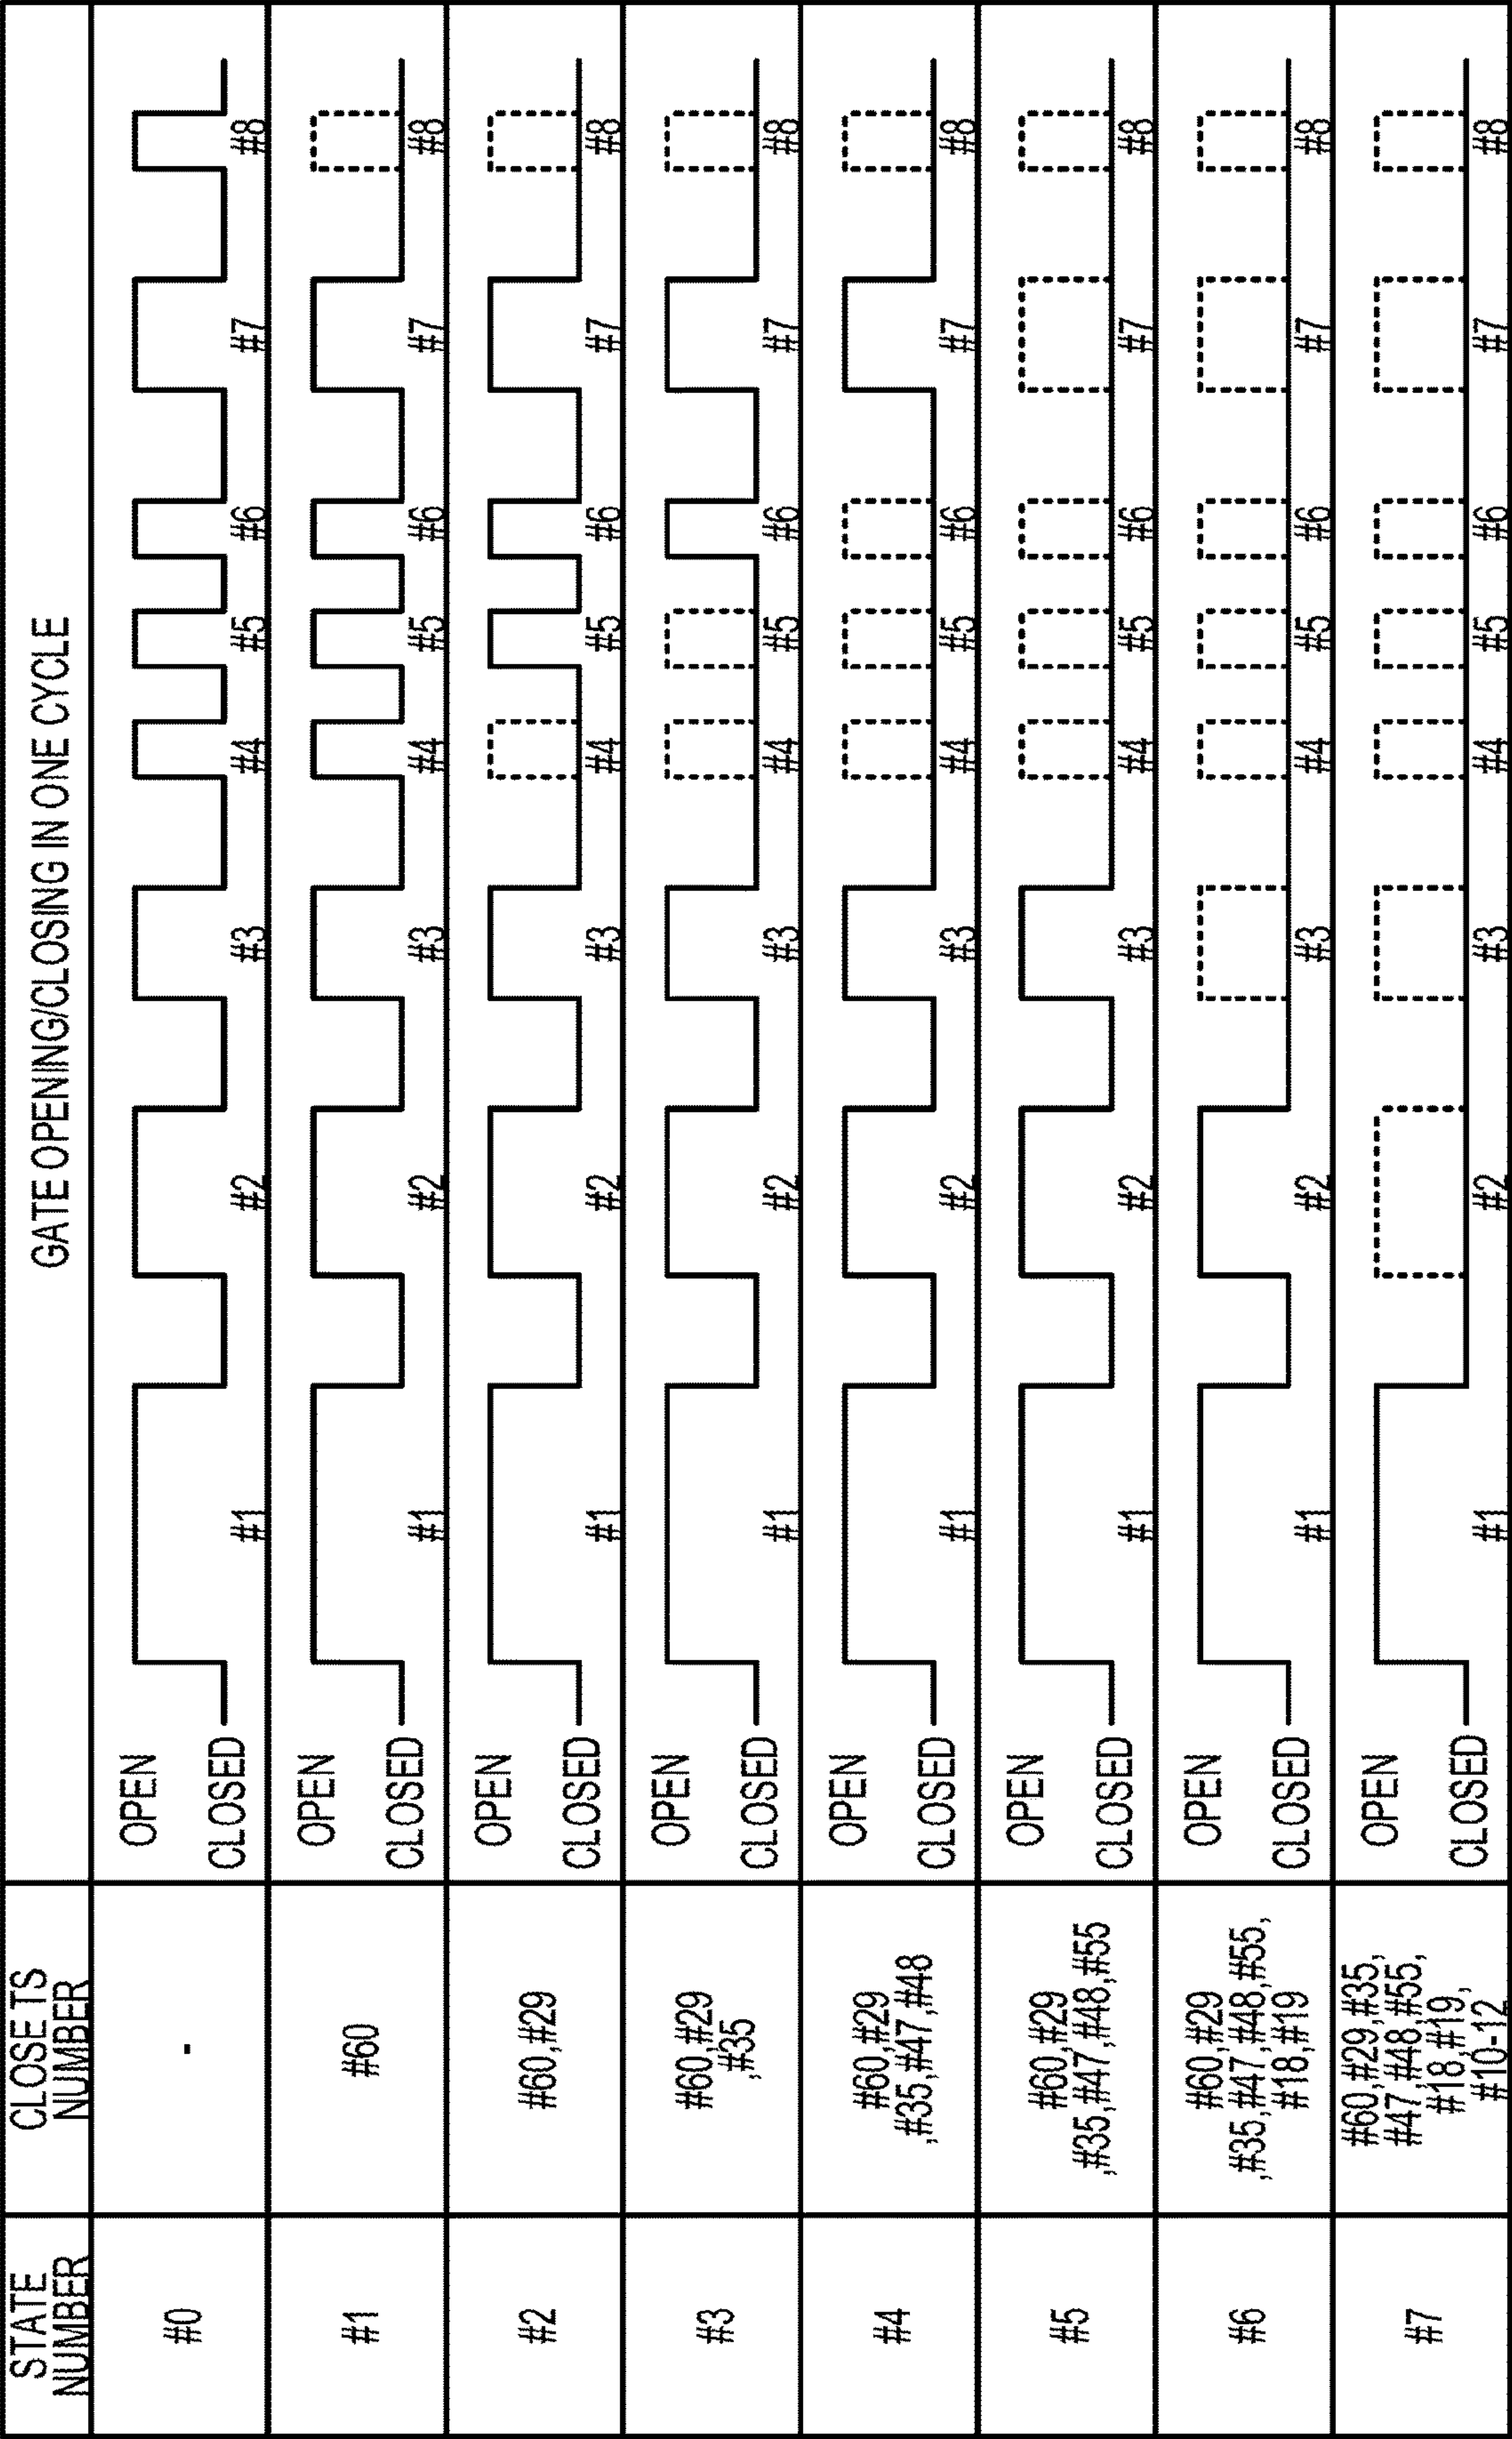 STATE
NUMBER
CLOSE TS
NUMBER
GATE OPENING/CLOSING IN ONE CYCLE
#0
-
OPEN
CLOSED
#1 #2 #3 #4 #5 #6 #7 #8
#1
#60
OPEN
CLOSED
#1 #2 #3 #4 #5 #6 #7 #8
#2
#60,#29
OPEN
CLOSED
#1 #2 #3 #4 #5 #6 #7 #8
#3
#60,#29
,#35
OPEN
CLOSED
#1 #2 #3 #4 #5 #6 #7 #8
#4
#60,#29
,#35,#47,#48
OPEN
CLOSED
#1 #2 #3 #4 #5 #6 #7 #8
#5
#60,#29
,#35,#47,#48,#55
OPEN
CLOSED
#1 #2 #3 #4 #5 #6 #7 #8
#6
#60,#29
,#35,#47,#48,#55,
#18,#19
OPEN
CLOSED
#1 #2 #3 #4 #5 #6 #7 #8
#7
#60,#29,#35,
#47,#48,#55,
#18,#19,
#10-12
OPEN
CLOSED
#1 #2 #3 #4 #5 #6 #7 #8